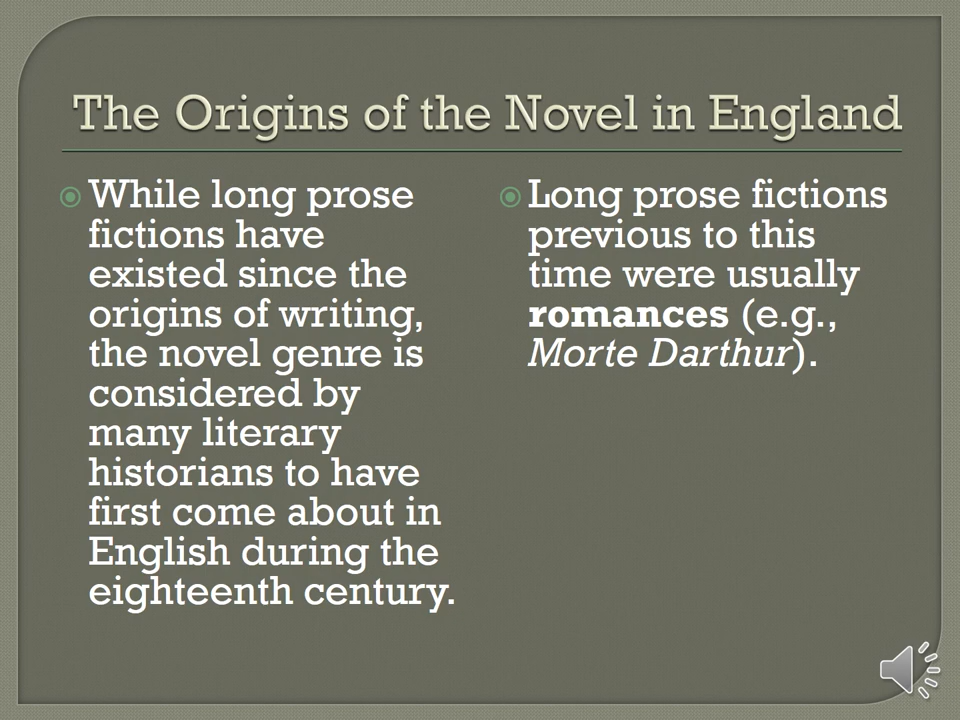 The Origins of the Novel in England
While long prose
fictions have
existed since the
origins of writing,
the novel genre is
considered by
many literary
historians to have
first come about in
English during the
eighteenth century.
Long prose fictions
previous to this
time were usually
romances (e.g.,
Morte Darthur).